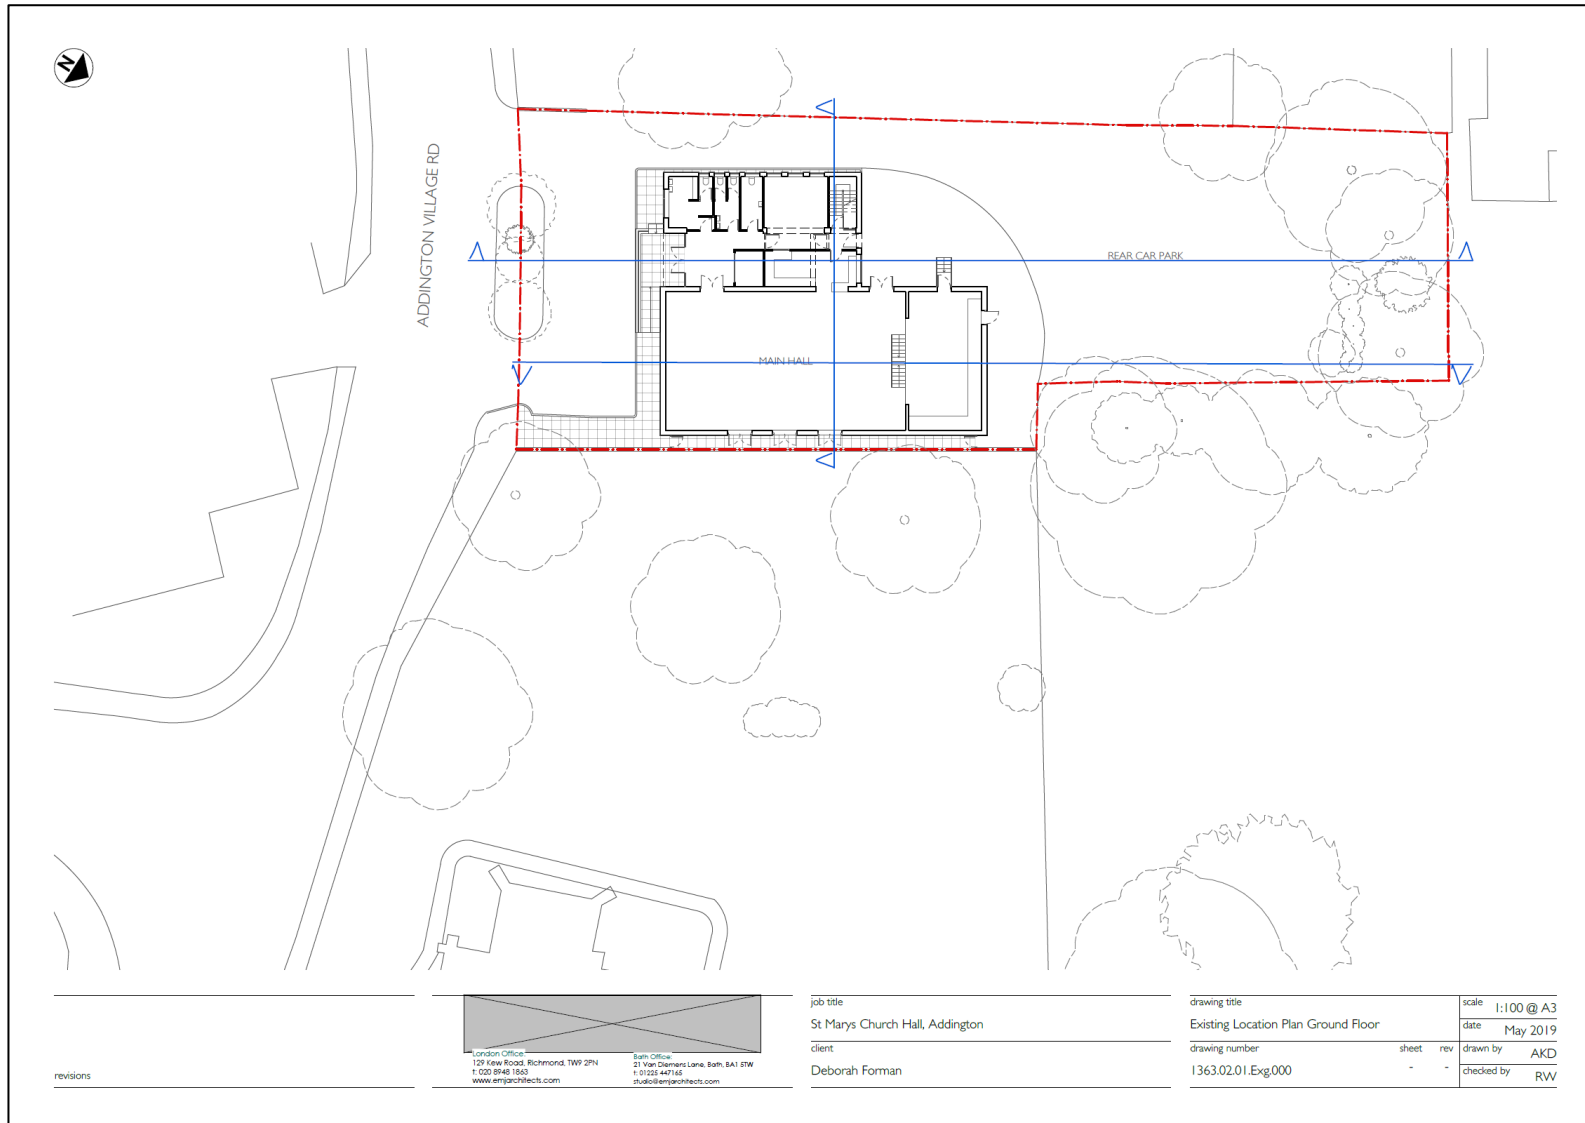 N
ADDINGTON VILLAGE RD
REAR CAR PARK
MAIN HALL
revisions
London Office:
129 Kew Road, Richmond, TW9 2PN
t: 020 8948 1863
www.emjarchitects.com
Bath Office:
21 Van Diemens Lane, Bath, BA1 5TW
t: 01225 447165
studio@emjarchitects.com
job title
St Marys Church Hall, Addington
client
Deborah Forman
drawing title
Existing Location Plan Ground Floor
drawing number sheet rev
1363.02.01.Exg.000 - -
scale 1:100 @ A3
date May 2019
drawn by AKD
checked by RW